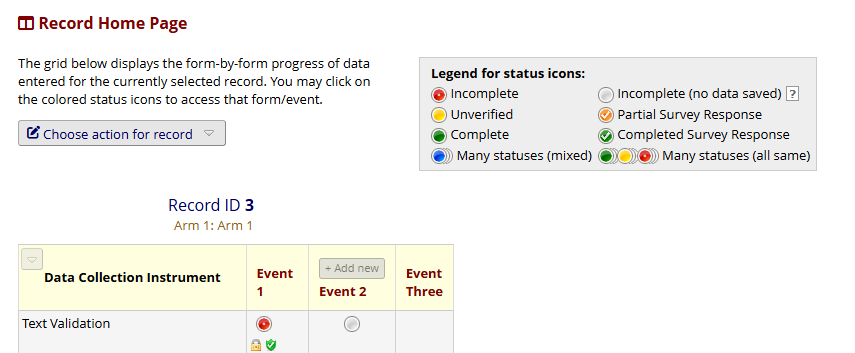 Record Home Page
The grid below displays the form-by-form progress of data
entered for the currently selected record. You may click on
the colored status icons to access that form/event.
Choose action for record
Legend for status icons:
Incomplete
Incomplete (no data saved) ?
Unverified
Partial Survey Response
Complete
Completed Survey Response
Many statuses (mixed)
Many statuses (all same)
Record ID 3
Arm 1: Arm 1
Data Collection Instrument
Event
1
+ Add new
Event 2
Event
Three
Text Validation